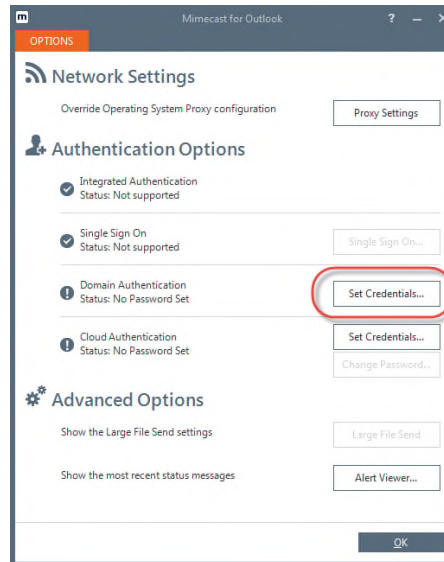 m
Mimecast for Outlook
?
OPTIONS
Network Settings
Override Operating System Proxy configuration
Proxy Settings
Authentication Options
Integrated Authentication
Status: Not supported
Single Sign On
Status: Not supported
Single Sign On...
Domain Authentication
Status: No Password Set
Set Credentials...
Cloud Authentication
Status: No Password Set
Set Credentials...
Change Password...
Advanced Options
Show the Large File Send settings
Large File Send
Show the most recent status messages
Alert Viewer...
OK